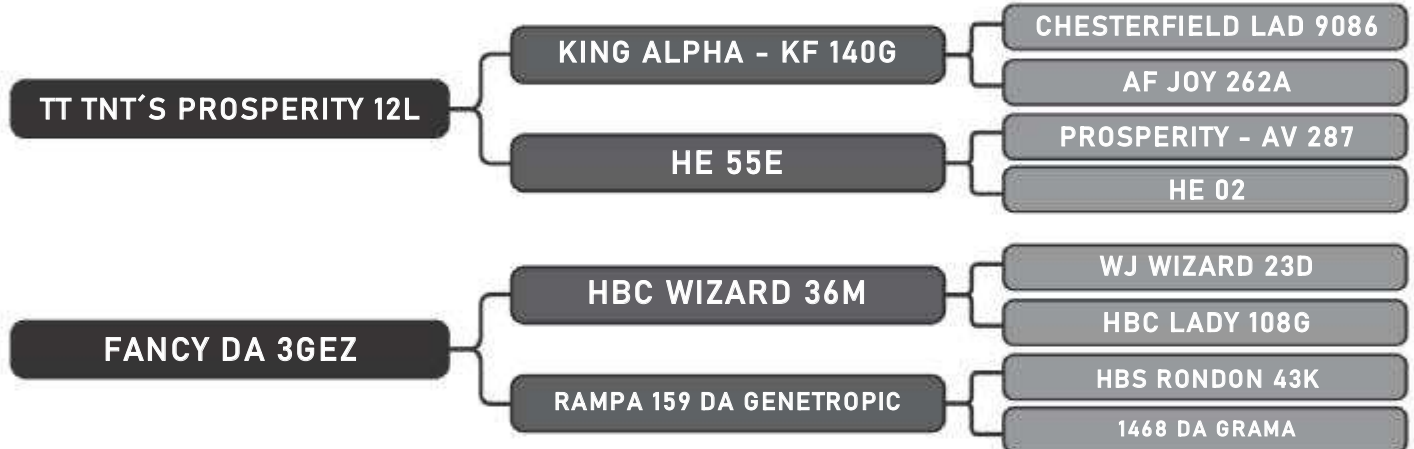 TT TNT´S PROSPERITY 12L
KING ALPHA - KF 140G
CHESTERFIELD LAD 9086
AF JOY 262A
HE 55E
PROSPERITY - AV 287
HE 02
FANCY DA 3GEZ
HBC WIZARD 36M
WJ WIZARD 23D
HBC LADY 108G
RAMPA 159 DA GENETROPIC
HBS RONDON 43K
1468 DA GRAMA